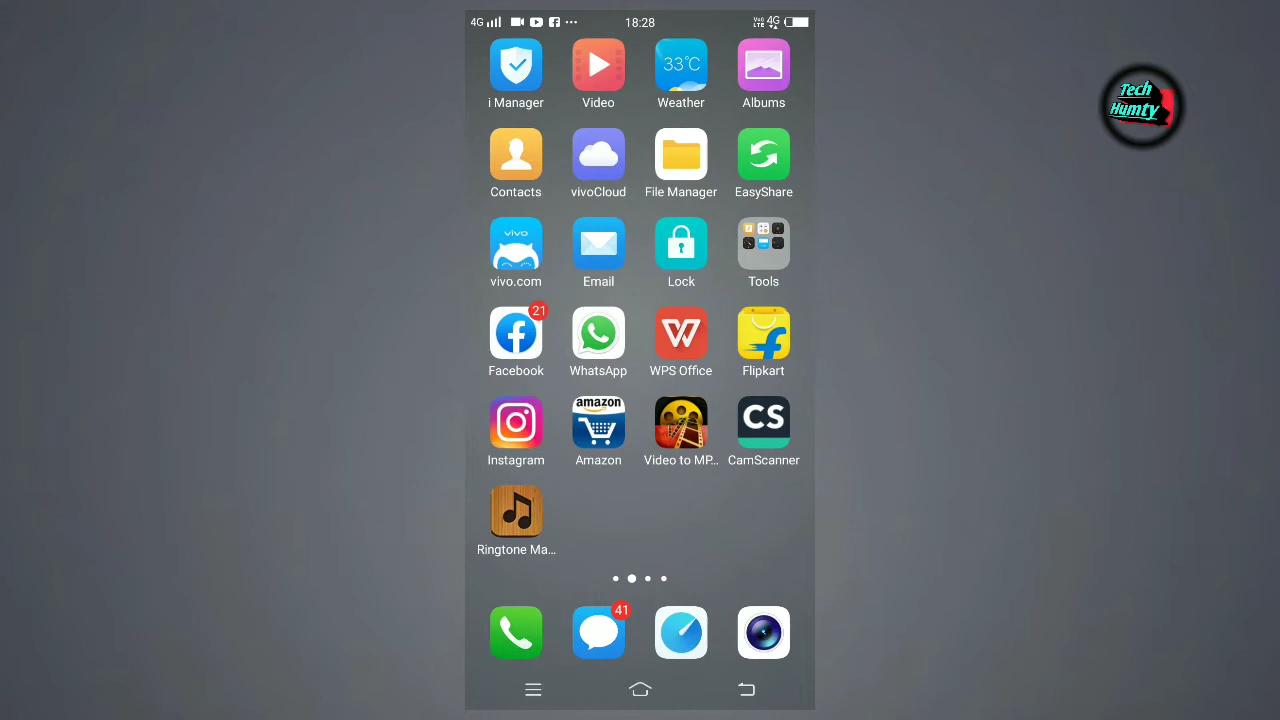 4G 18:28 VoLTE 4G
33°C
i Manager Video Weather Albums
Contacts vivoCloud File Manager EasyShare
vivo
vivo.com Email Lock Tools
21
Facebook WhatsApp WPS Office Flipkart
amazon CS
Instagram Amazon Video to MP... CamScanner
Ringtone Ma...
41
Tech
Humty